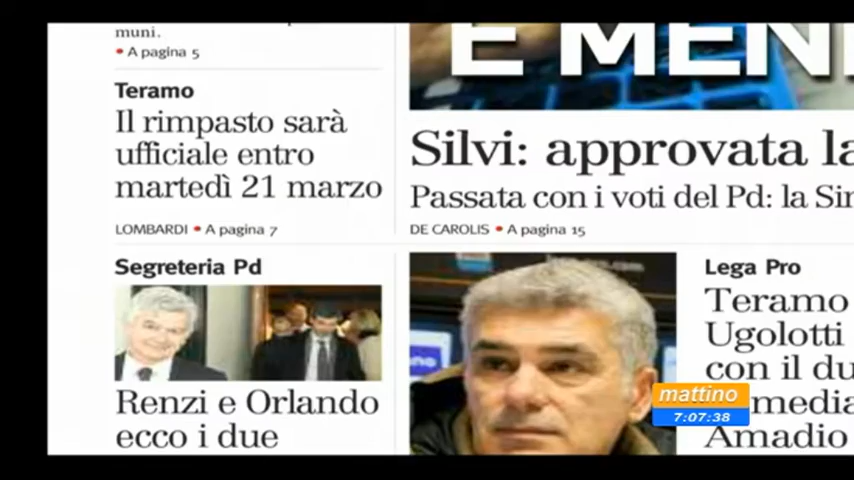 muni.
• A pagina 5
Teramo
Il rimpasto sarà
ufficiale entro
martedì 21 marzo
LOMBARDI • A pagina 7
Segreteria Pd
Renzi e Orlando
ecco i due
E MEN
Silvi: approvata la
Passata con i voti del Pd: la Sin
DE CAROLIS • A pagina 15
Lega Pro
Teramo
Ugolotti
con il du
media
Amadio
mattino
7:07:38